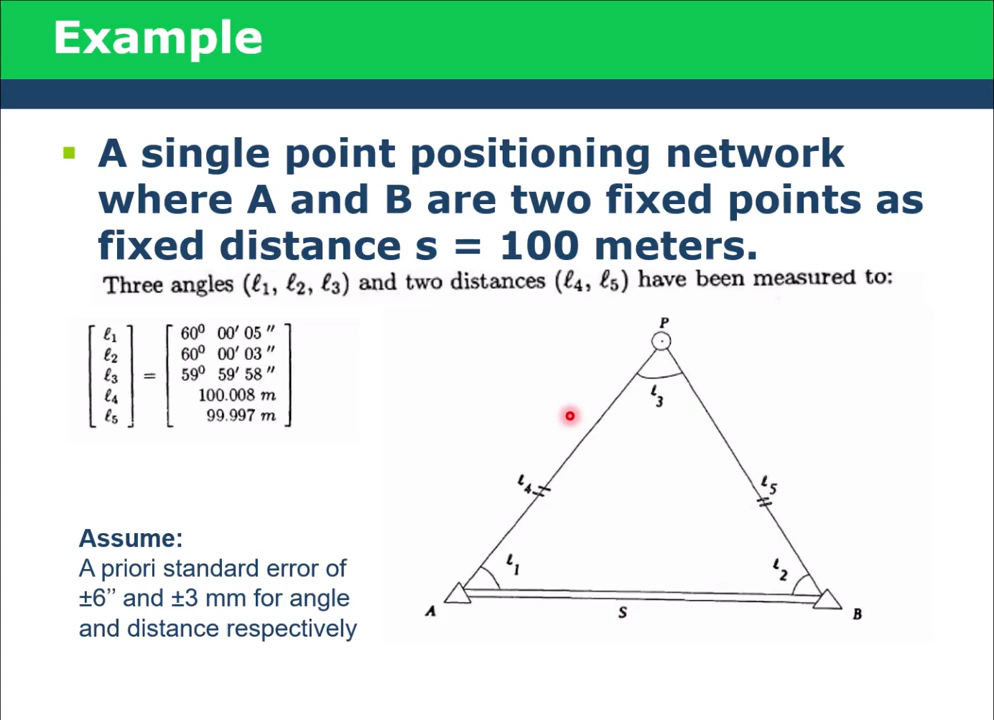 Example
A single point positioning network
where A and B are two fixed points as
fixed distance s = 100 meters.
Three angles (ℓ1, ℓ2, ℓ3) and two distances (ℓ4, ℓ5) have been measured to:
ℓ1 60⁰ 00′ 05″
ℓ2 60⁰ 00′ 03″
ℓ3 = 59⁰ 59′ 58″
ℓ4 100.008 m
ℓ5 99.997 m
P
ℓ3
ℓ4
ℓ5
ℓ1
ℓ2
A
S
B
Assume:
A priori standard error of
±6” and ±3 mm for angle
and distance respectively